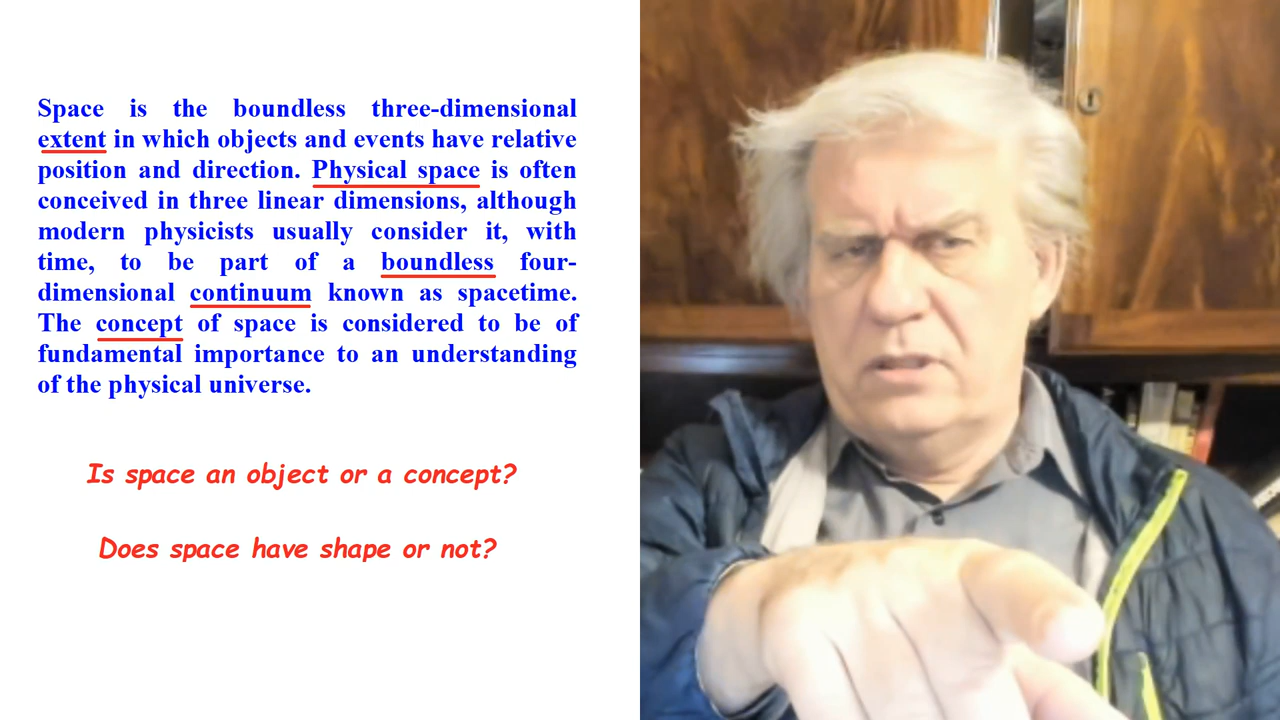 Space is the boundless three-dimensional
extent in which objects and events have relative
position and direction. Physical space is often
conceived in three linear dimensions, although
modern physicists usually consider it, with
time, to be part of a boundless four-
dimensional continuum known as spacetime.
The concept of space is considered to be of
fundamental importance to an understanding
of the physical universe.
Is space an object or a concept?
Does space have shape or not?